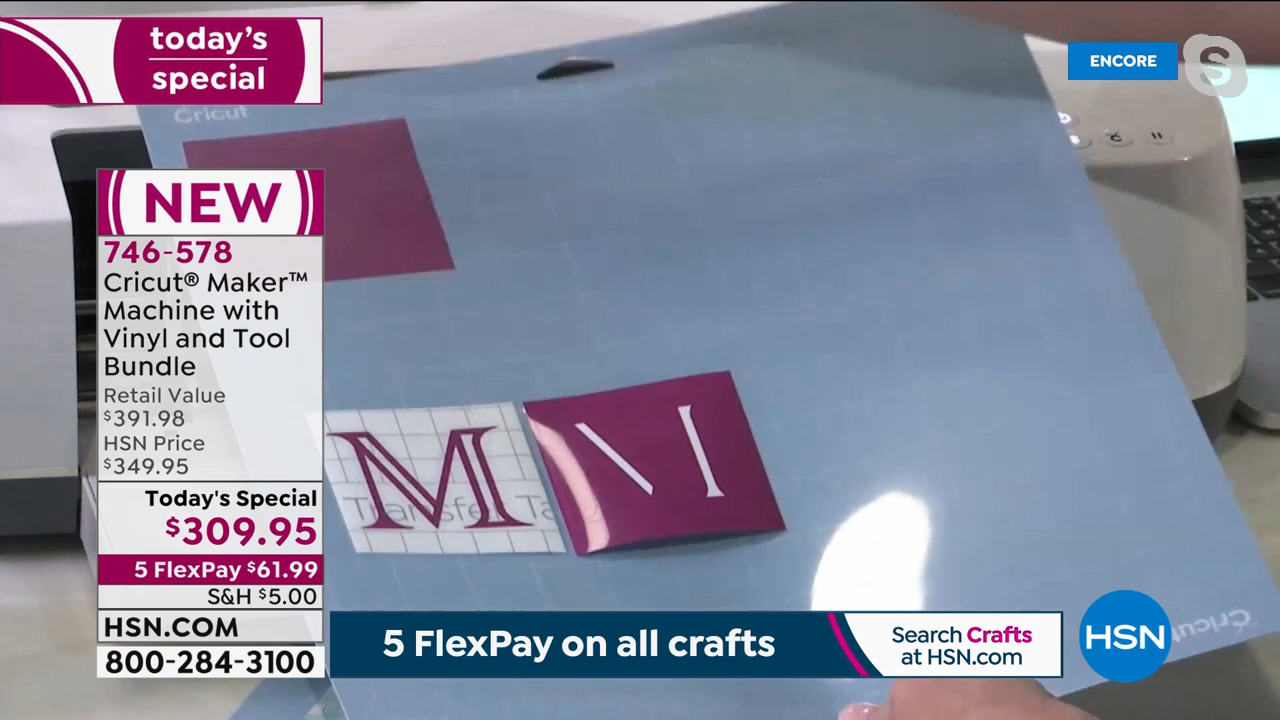 today's
special
ENCORE
S
Cricut
NEW
746-578
Cricut® Maker™
Machine with
Vinyl and Tool
Bundle
Retail Value
$391.98
HSN Price
$349.95
Today's Special
$309.95
5 FlexPay $61.99
S&H $5.00
HSN.COM
800-284-3100
M
Transfer Ta
5 FlexPay on all crafts
Search Crafts
at HSN.com
HSN
Cricut